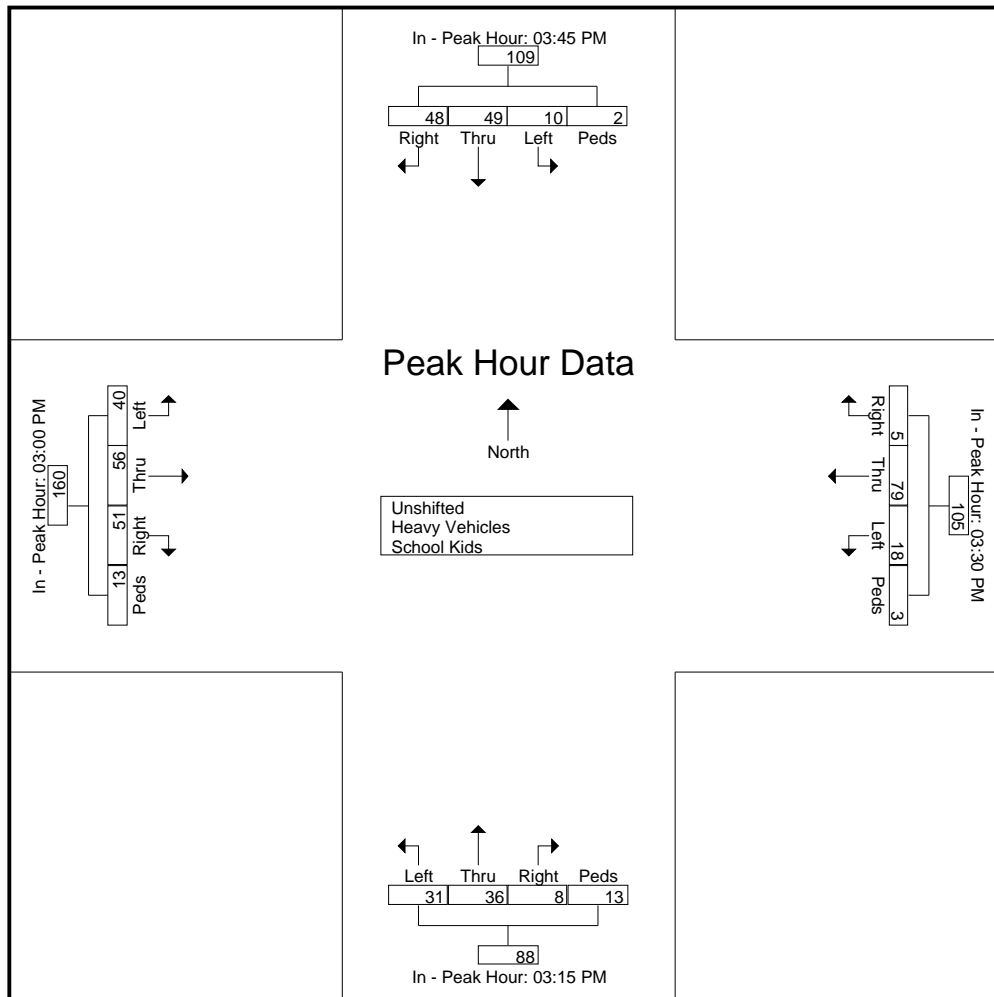 In - Peak Hour: 03:45 PM
109
48 49 10 2
Right Thru Left Peds
Peak Hour Data
North
Unshifted
Heavy Vehicles
School Kids
In - Peak Hour: 03:00 PM
160
40 56 51 13
Left Thru Right Peds
Right Thru Left Peds
5 79 18 3
105
In - Peak Hour: 03:30 PM
Left Thru Right Peds
31 36 8 13
88
In - Peak Hour: 03:15 PM